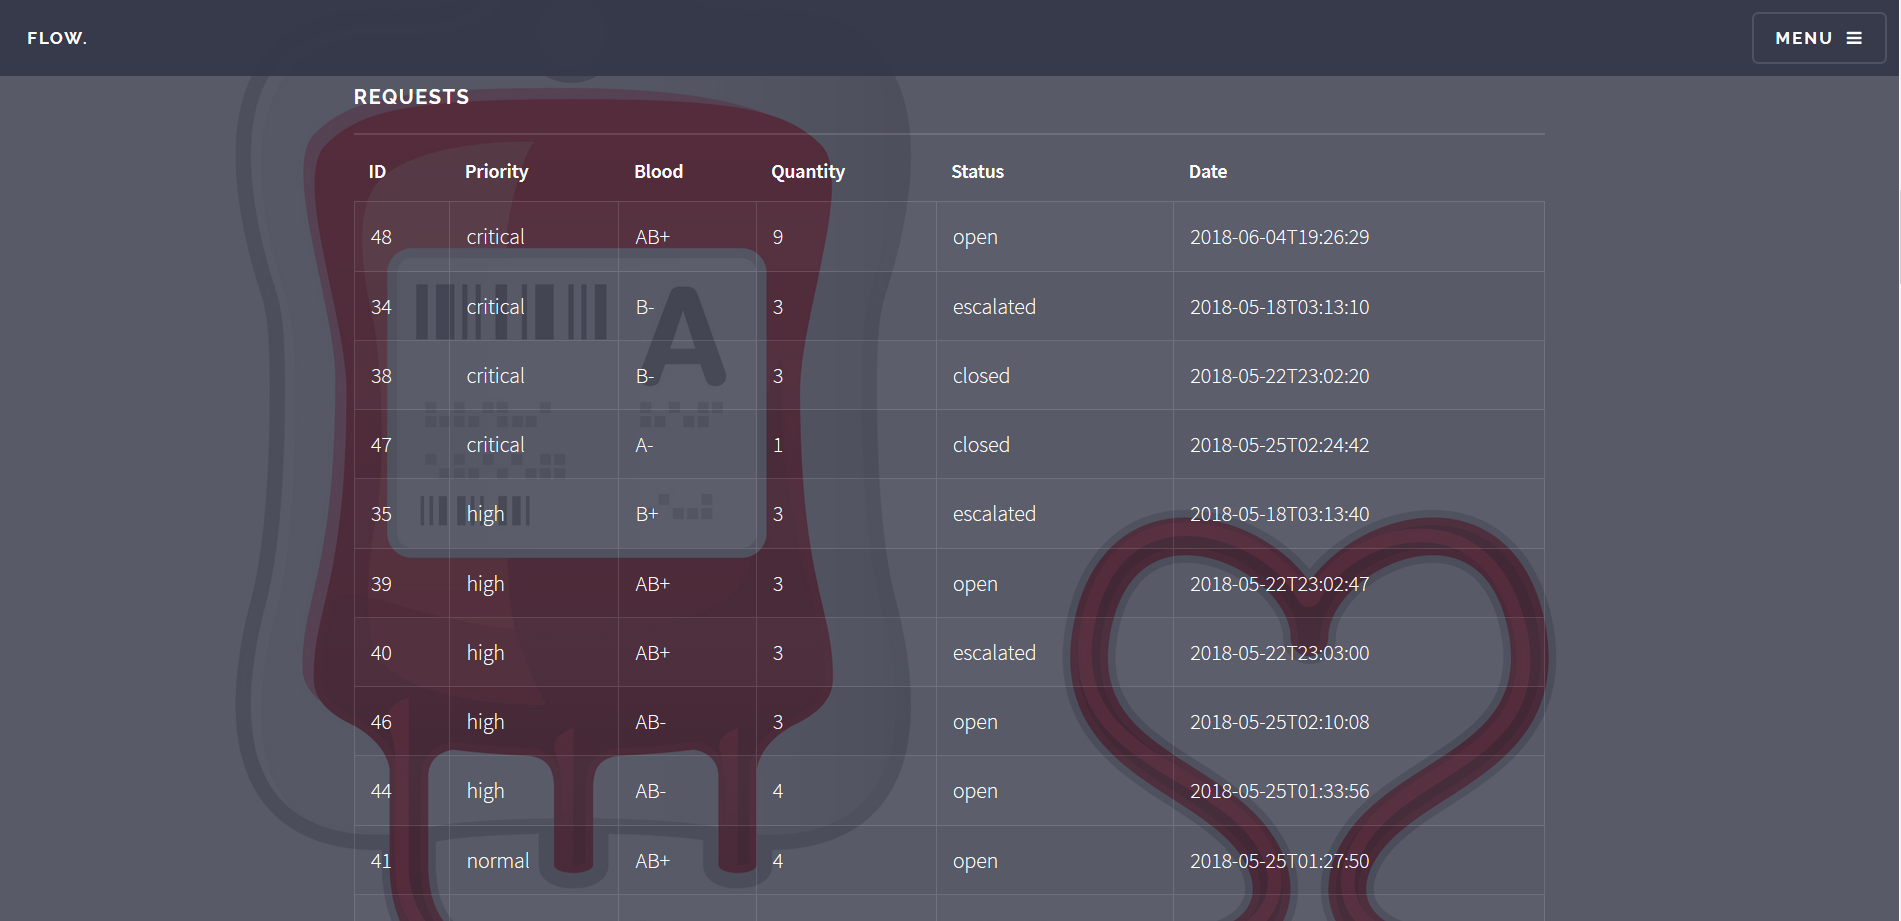 FLOW.
MENU
REQUESTS
ID Priority Blood Quantity Status Date
48 critical AB+ 9 open 2018-06-04T19:26:29
34 critical B- 3 escalated 2018-05-18T03:13:10
38 critical B- 3 closed 2018-05-22T23:02:20
47 critical A- 1 closed 2018-05-25T02:24:42
35 high B+ 3 escalated 2018-05-18T03:13:40
39 high AB+ 3 open 2018-05-22T23:02:47
40 high AB+ 3 escalated 2018-05-22T23:03:00
46 high AB- 3 open 2018-05-25T02:10:08
44 high AB- 4 open 2018-05-25T01:33:56
41 normal AB+ 4 open 2018-05-25T01:27:50
A